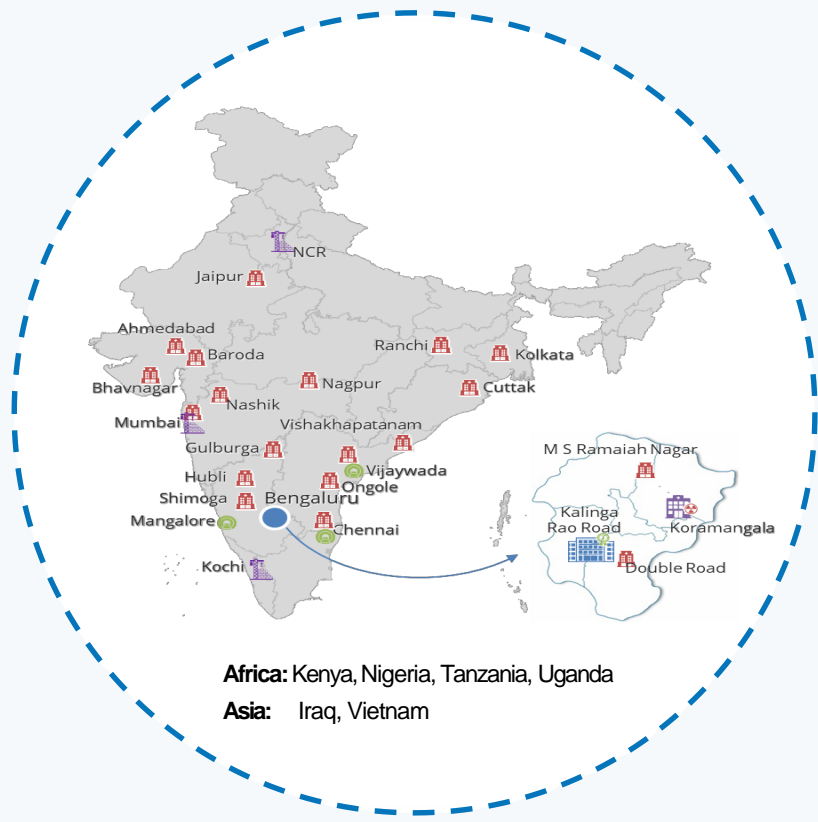 NCR
Jaipur
Ahmedabad
Baroda
Ranchi
Kolkata
Bhavnagar
Nagpur
Cuttak
Nashik
Mumbai
Vishakhapatanam
Gulburga
Vijaywada
Hubli
Ongole
Shimoga
Bengaluru
Mangalore
Chennai
Kochi
M S Ramaiah Nagar
Kalinga
Rao Road
Koramangala
Double Road
Africa: Kenya, Nigeria, Tanzania, Uganda
Asia: Iraq, Vietnam